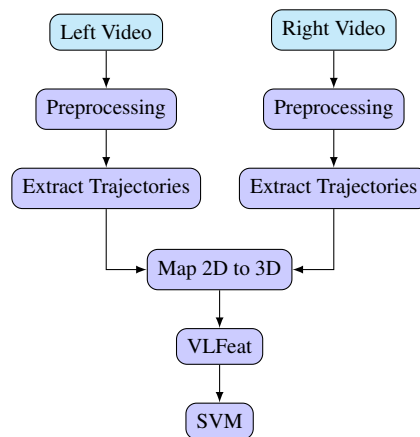 Left Video
Right Video
Preprocessing
Preprocessing
Extract Trajectories
Extract Trajectories
Map 2D to 3D
VLFeat
SVM